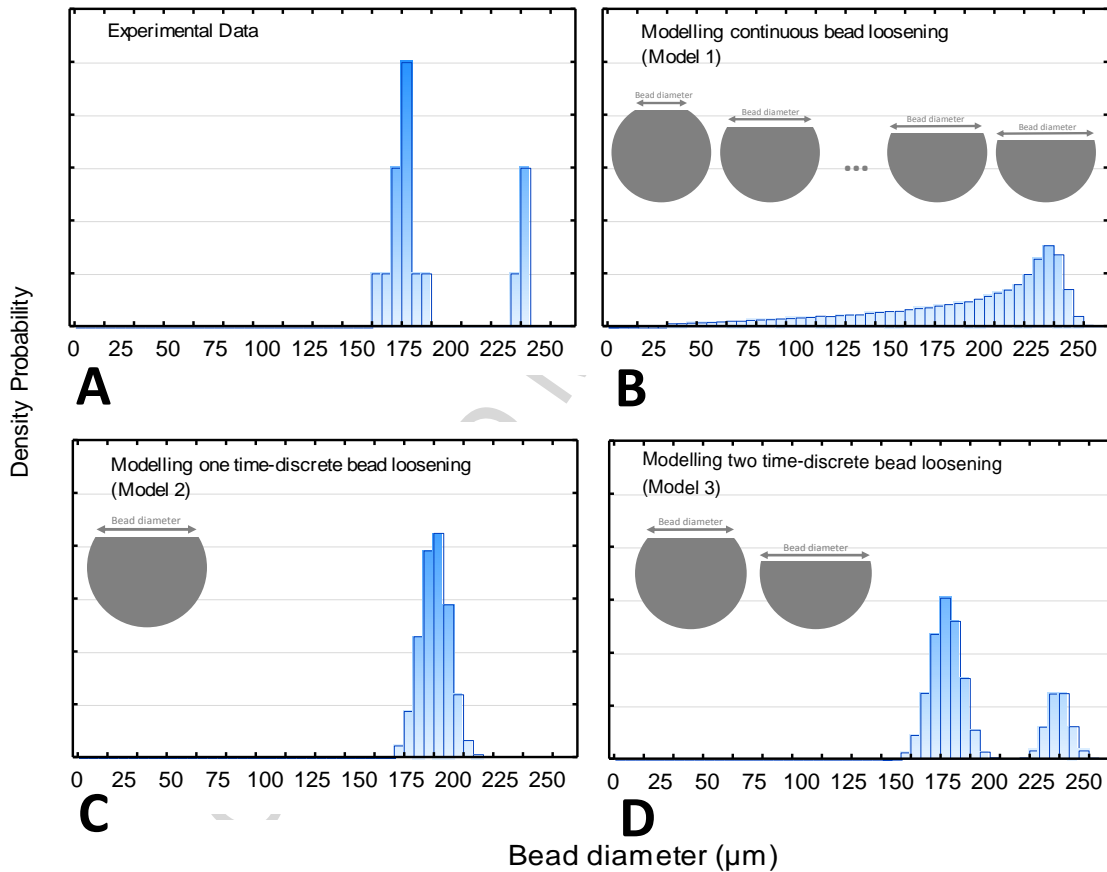 Experimental Data
0 25 50 75 100 125 150 175 200 225 250
A
Modelling continuous bead loosening
(Model 1)
Bead diameter
Bead diameter
Bead diameter
Bead diameter
0 25 50 75 100 125 150 175 200 225 250
B
Density Probability
Modelling one time-discrete bead loosening
(Model 2)
Bead diameter
0 25 50 75 100 125 150 175 200 225 250
C
Modelling two time-discrete bead loosening
(Model 3)
Bead diameter
Bead diameter
0 25 50 75 100 125 150 175 200 225 250
D
Bead diameter (µm)